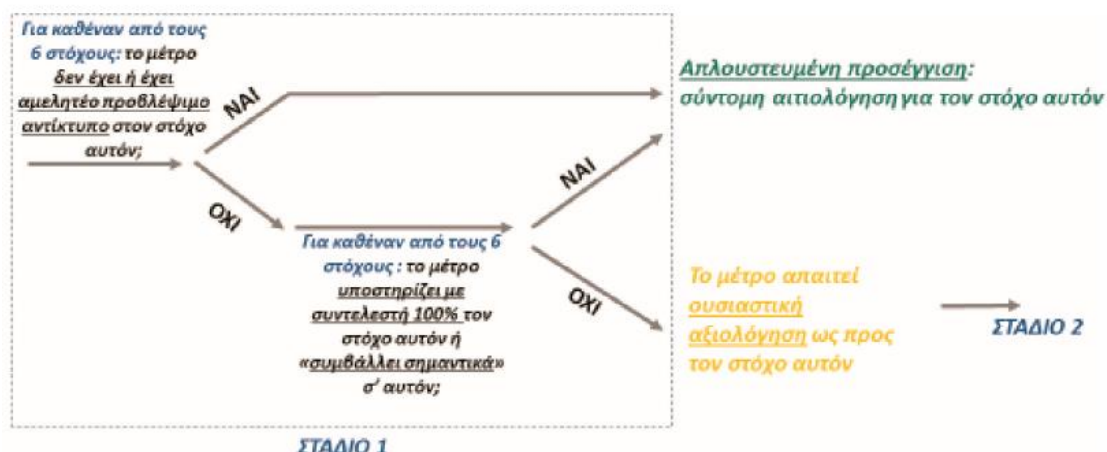 Για καθέναν από τους
6 στόχους: το μέτρο
δεν έχει ή έχει
αμελητέο προβλέψιμο
αντίκτυπο στον στόχο
αυτόν;
ΝΑΙ
Απλουστευμένη προσέγγιση:
σύντομη αιτιολόγηση για τον στόχο αυτόν
ΟΧΙ
Για καθέναν από τους 6
στόχους : το μέτρο
υποστηρίζει με
συντελεστή 100% τον
στόχο αυτόν ή
«συμβάλλει σημαντικά»
σ' αυτόν;
ΝΑΙ
ΟΧΙ
Το μέτρο απαιτεί
ουσιαστική
αξιολόγηση ως προς
τον στόχο αυτόν
ΣΤΑΔΙΟ 2
ΣΤΑΔΙΟ 1